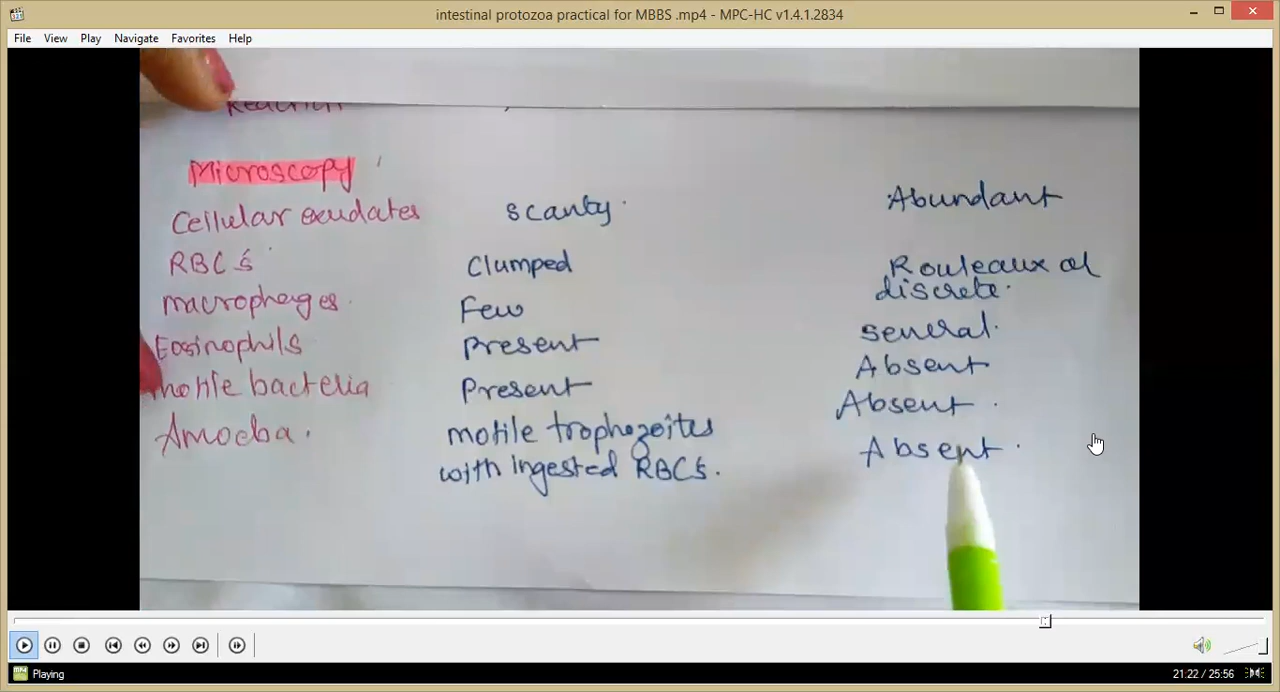 intestinal protozoa practical for MBBS .mp4 - MPC-HC v1.4.1.2834
File View Play Navigate Favorites Help
Reaction
Microscopy
Cellular exudates scanty Abundant
RBCs Clumped Rouleaux or
discrete
macrophages Few several
Eosinophils Present Absent
motile bacteria Present Absent
Amoeba motile trophozoites Absent
with ingested RBCs.
Playing 21:22 / 25:56